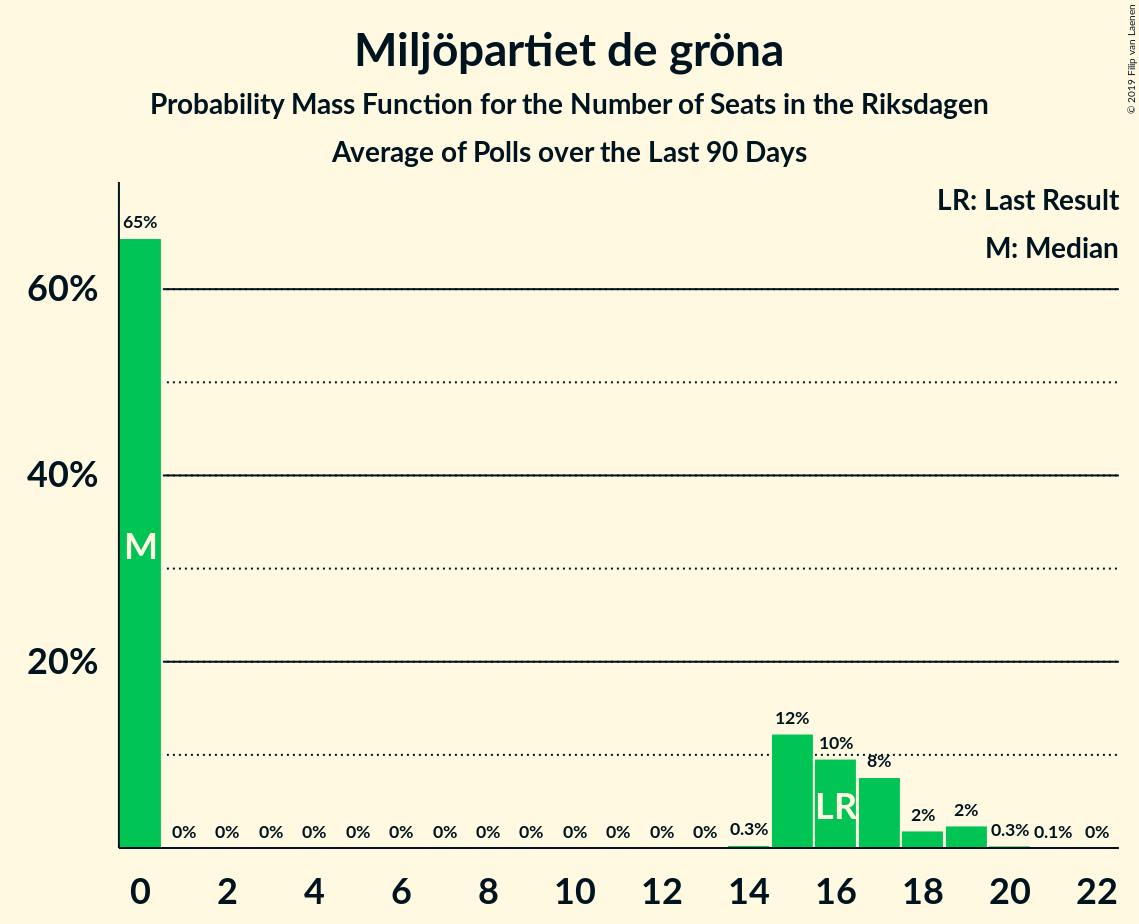 Miljöpartiet de gröna
Probability Mass Function for the Number of Seats in the Riksdagen
Average of Polls over the Last 90 Days
© 2019 Filip van Laenen
LR: Last Result
M: Median
60%
40%
20%
65%
0%
0%
0%
0%
0%
0%
0%
0%
0%
0%
0%
0%
0%
0.3%
12%
10%
8%
2%
2%
0.3%
0.1%
0%
M
LR
0 2 4 6 8 10 12 14 16 18 20 22